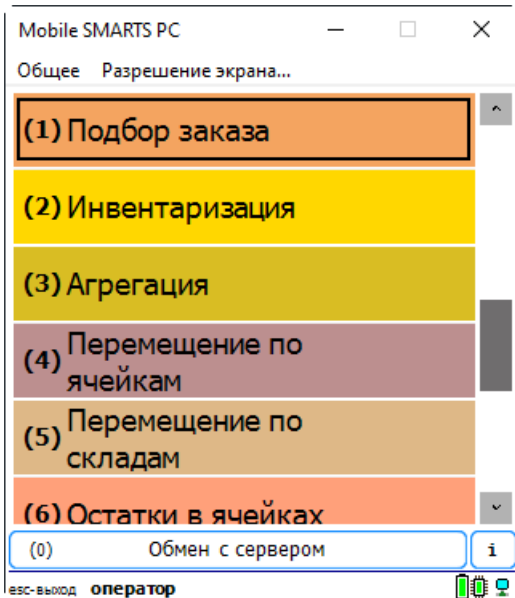 Mobile SMARTS PC
Общее Разрешение экрана...
(1) Подбор заказа
(2) Инвентаризация
(3) Агрегация
(4) Перемещение по
ячейкам
(5) Перемещение по
складам
(6) Остатки в ячейках
(0) Обмен с сервером i
esc-выход оператор